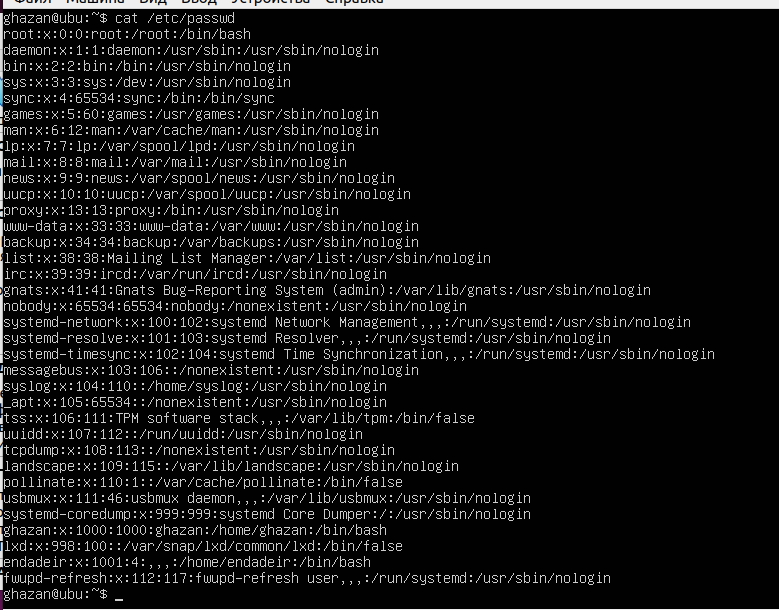 Файл Машина Вид Ввод Устройства Справка
ghazan@ubu:~$ cat /etc/passwd
root:x:0:0:root:/root:/bin/bash
daemon:x:1:1:daemon:/usr/sbin:/usr/sbin/nologin
bin:x:2:2:bin:/bin:/usr/sbin/nologin
sys:x:3:3:sys:/dev:/usr/sbin/nologin
sync:x:4:65534:sync:/bin:/bin/sync
games:x:5:60:games:/usr/games:/usr/sbin/nologin
man:x:6:12:man:/var/cache/man:/usr/sbin/nologin
lp:x:7:7:lp:/var/spool/lpd:/usr/sbin/nologin
mail:x:8:8:mail:/var/mail:/usr/sbin/nologin
news:x:9:9:news:/var/spool/news:/usr/sbin/nologin
uucp:x:10:10:uucp:/var/spool/uucp:/usr/sbin/nologin
proxy:x:13:13:proxy:/bin:/usr/sbin/nologin
www-data:x:33:33:www-data:/var/www:/usr/sbin/nologin
backup:x:34:34:backup:/var/backups:/usr/sbin/nologin
list:x:38:38:Mailing List Manager:/var/list:/usr/sbin/nologin
irc:x:39:39:ircd:/var/run/ircd:/usr/sbin/nologin
gnats:x:41:41:Gnats Bug-Reporting System (admin):/var/lib/gnats:/usr/sbin/nologin
nobody:x:65534:65534:nobody:/nonexistent:/usr/sbin/nologin
systemd-network:x:100:102:systemd Network Management,,,:/run/systemd:/usr/sbin/nologin
systemd-resolve:x:101:103:systemd Resolver,,,:/run/systemd:/usr/sbin/nologin
systemd-timesync:x:102:104:systemd Time Synchronization,,,:/run/systemd:/usr/sbin/nologin
messagebus:x:103:106::/nonexistent:/usr/sbin/nologin
syslog:x:104:110::/home/syslog:/usr/sbin/nologin
_apt:x:105:65534::/nonexistent:/usr/sbin/nologin
tss:x:106:111:TPM software stack,,,:/var/lib/tpm:/bin/false
uuidd:x:107:112::/run/uuidd:/usr/sbin/nologin
tcpdump:x:108:113::/nonexistent:/usr/sbin/nologin
landscape:x:109:115::/var/lib/landscape:/usr/sbin/nologin
pollinate:x:110:1::/var/cache/pollinate:/bin/false
usbmux:x:111:46:usbmux daemon,,,:/var/lib/usbmux:/usr/sbin/nologin
systemd-coredump:x:999:999:systemd Core Dumper:/:/usr/sbin/nologin
ghazan:x:1000:1000:ghazan:/home/ghazan:/bin/bash
lxd:x:998:100::/var/snap/lxd/common/lxd:/bin/false
endadeir:x:1001:4:,,,:/home/endadeir:/bin/bash
fwupd-refresh:x:112:117:fwupd-refresh user,,,:/run/systemd:/usr/sbin/nologin
ghazan@ubu:~$ _